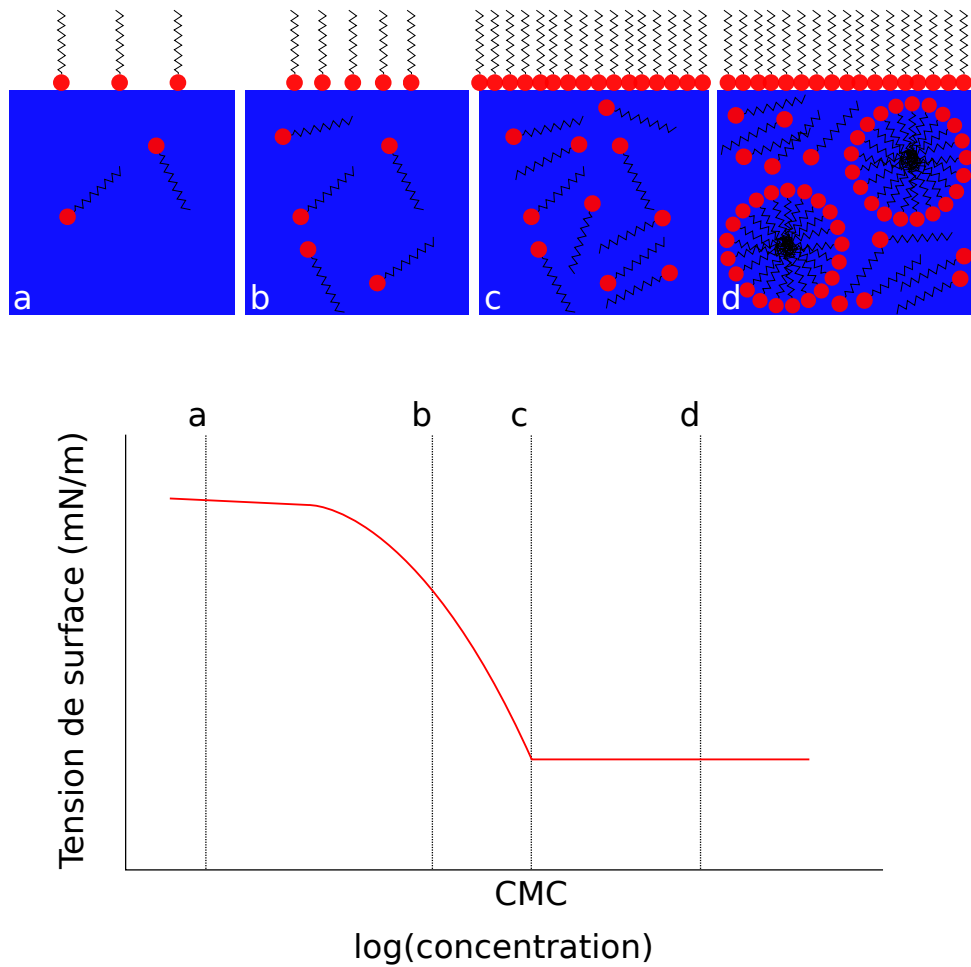 a
b
c
d
a
b
c
d
Tension de surface (mN/m)
CMC
log(concentration)